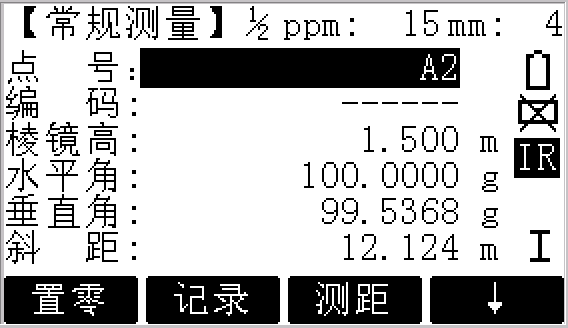 【常规测量】½ ppm: 15mm: 4
点 号: A2
编 码: ------
棱镜高: 1.500 m
水平角: 100.0000 g
IR
垂直角: 99.5368 g
斜 距: 12.124 m I
置零 记录 测距 ↓